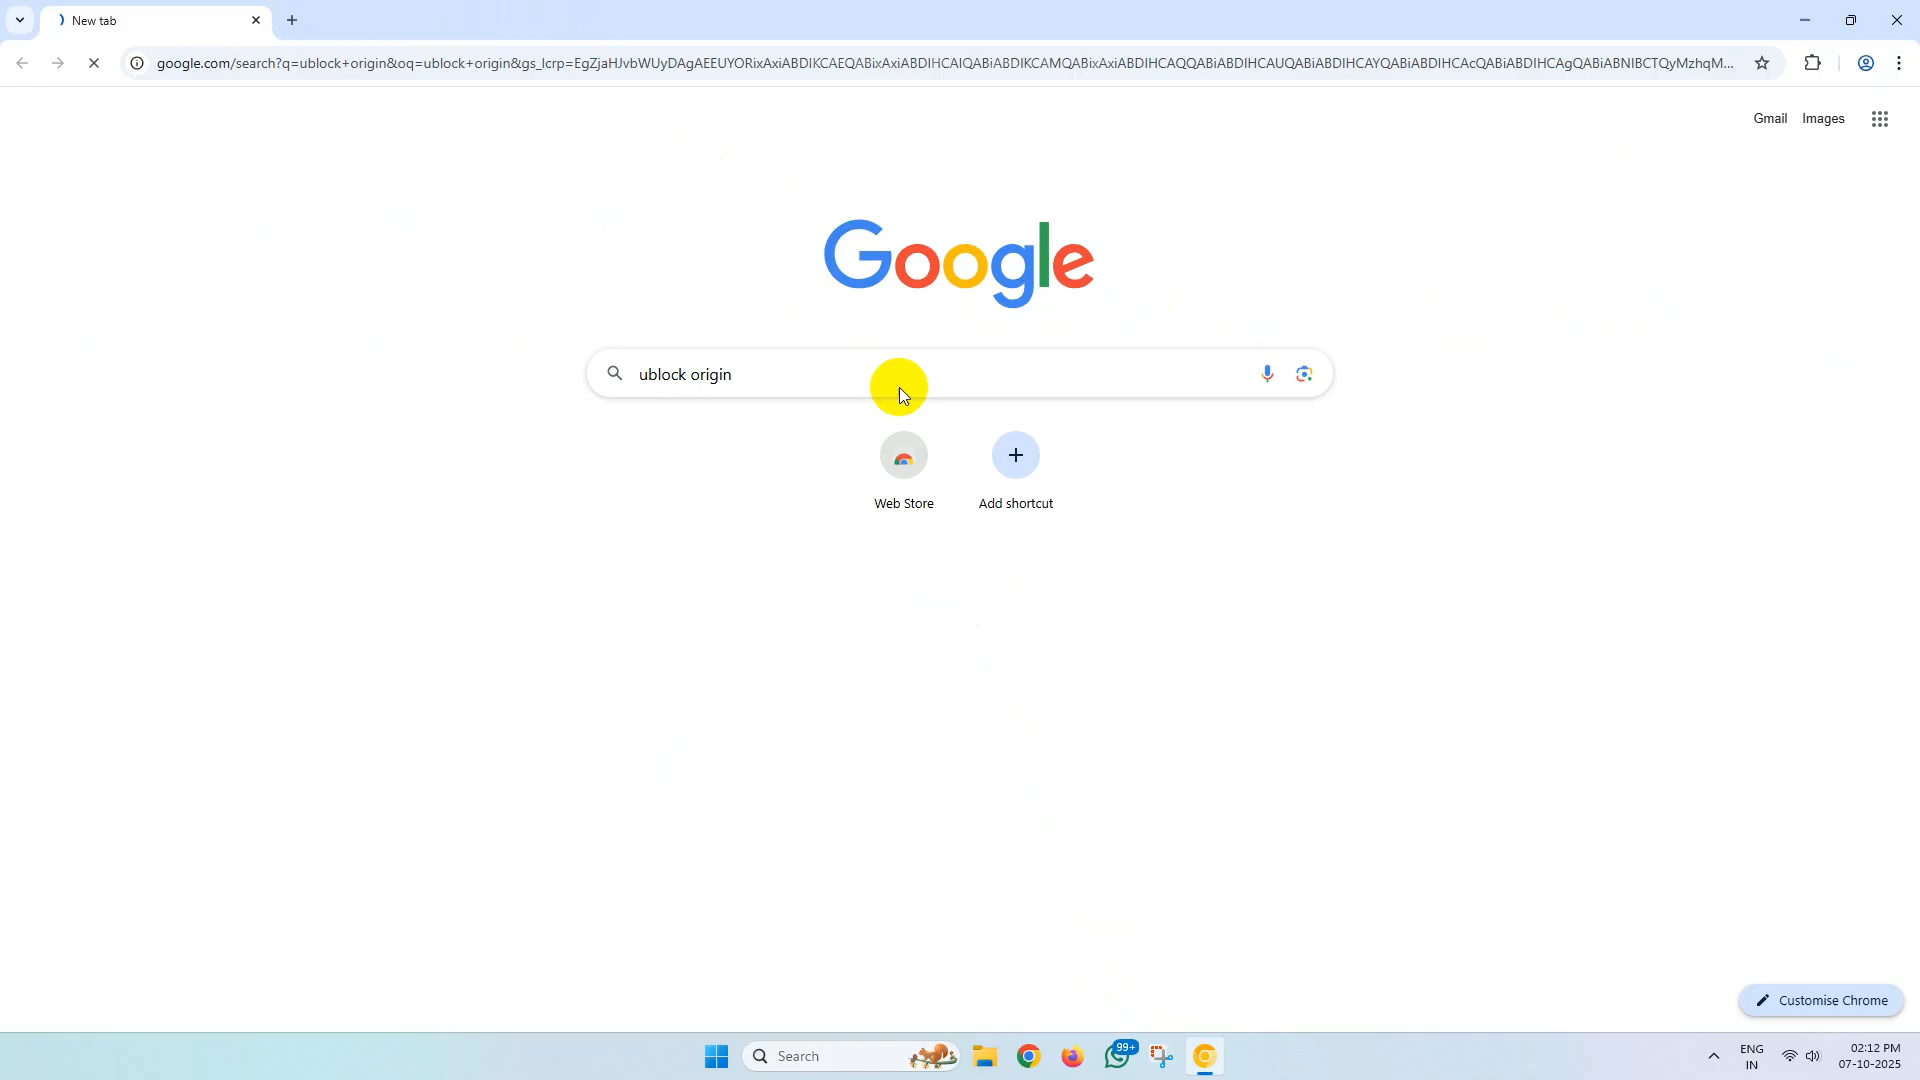 New tab
google.com/search?q=ublock+origin&oq=ublock+origin&gs_lcrp=EgZjaHJvbWUyDAgAEEUYORixAxiABDIKCAEQABixAxiABDIHCAIQABiABDIKCAMQABixAxiABDIHCAQQABiABDIHCAUQABiABDIHCAYQABiABDIHCAcQABiABDIHCAgQABiABNIBCTQyMzhqM...
Gmail
Images
Google
ublock origin
Web Store
Add shortcut
Customise Chrome
Search
99+
ENG
IN
02:12 PM
07-10-2025